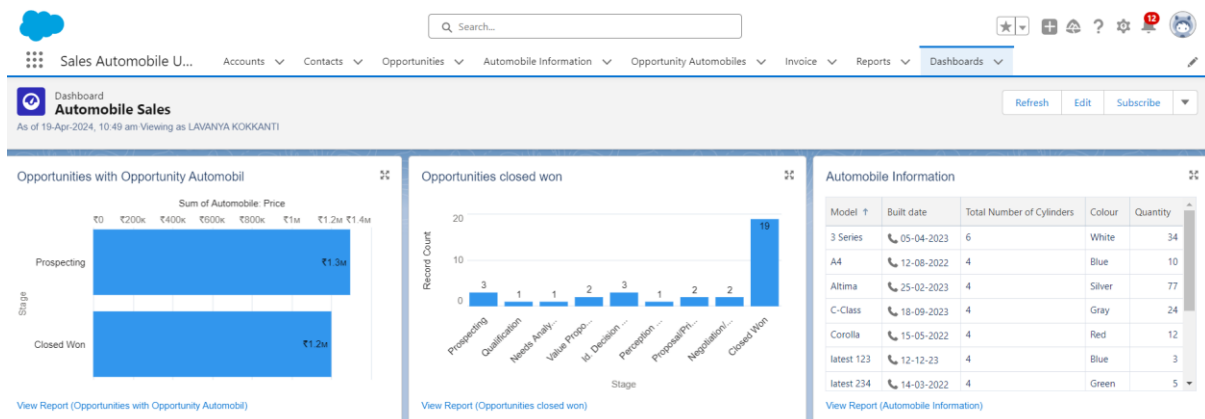 Search...
12
Sales Automobile U... Accounts Contacts Opportunities Automobile Information Opportunity Automobiles Invoice Reports Dashboards
Dashboard
Automobile Sales
As of 19-Apr-2024, 10:49 am Viewing as LAVANYA KOKKANTI
Refresh Edit Subscribe
Opportunities with Opportunity Automobil
Sum of Automobile: Price
₹0 ₹200K ₹400K ₹600K ₹800K ₹1M ₹1.2M ₹1.4M
Stage
Prospecting ₹1.3M
Closed Won ₹1.2M
View Report (Opportunities with Opportunity Automobil)
Opportunities closed won
Record Count
20
10
0
3 1 1 2 3 1 2 2 19
Prospecting Qualification Needs Analy... Value Propo... Id. Decision ... Perception ... Proposal/Pri... Negotiation/... Closed Won
Stage
View Report (Opportunities closed won)
Automobile Information
Model ↑ Built date Total Number of Cylinders Colour Quantity
3 Series 05-04-2023 6 White 34
A4 12-08-2022 4 Blue 10
Altima 25-02-2023 4 Silver 77
C-Class 18-09-2023 4 Gray 24
Corolla 15-05-2022 4 Red 12
latest 123 12-12-23 4 Blue 3
latest 234 14-03-2022 4 Green 5
View Report (Automobile Information)